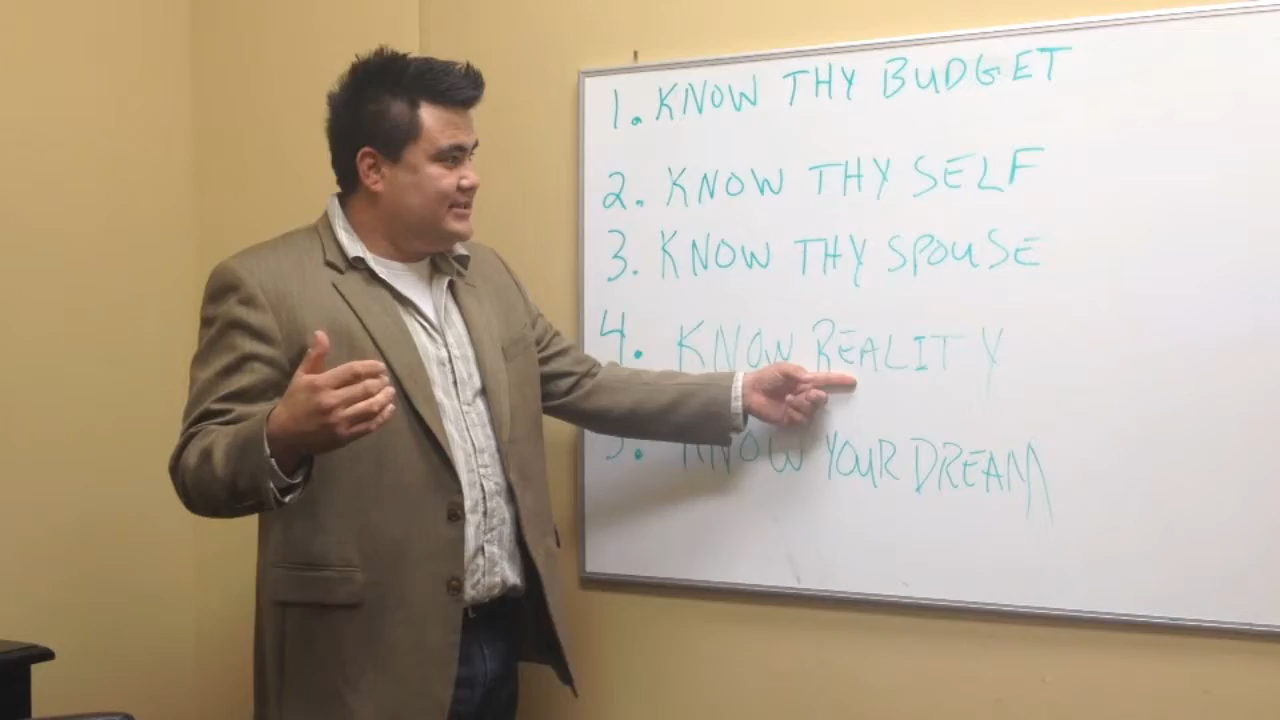 1. KNOW THY BUDGET
2. KNOW THY SELF
3. KNOW THY SPOUSE
4. KNOW REALITY
5. KNOW YOUR DREAM